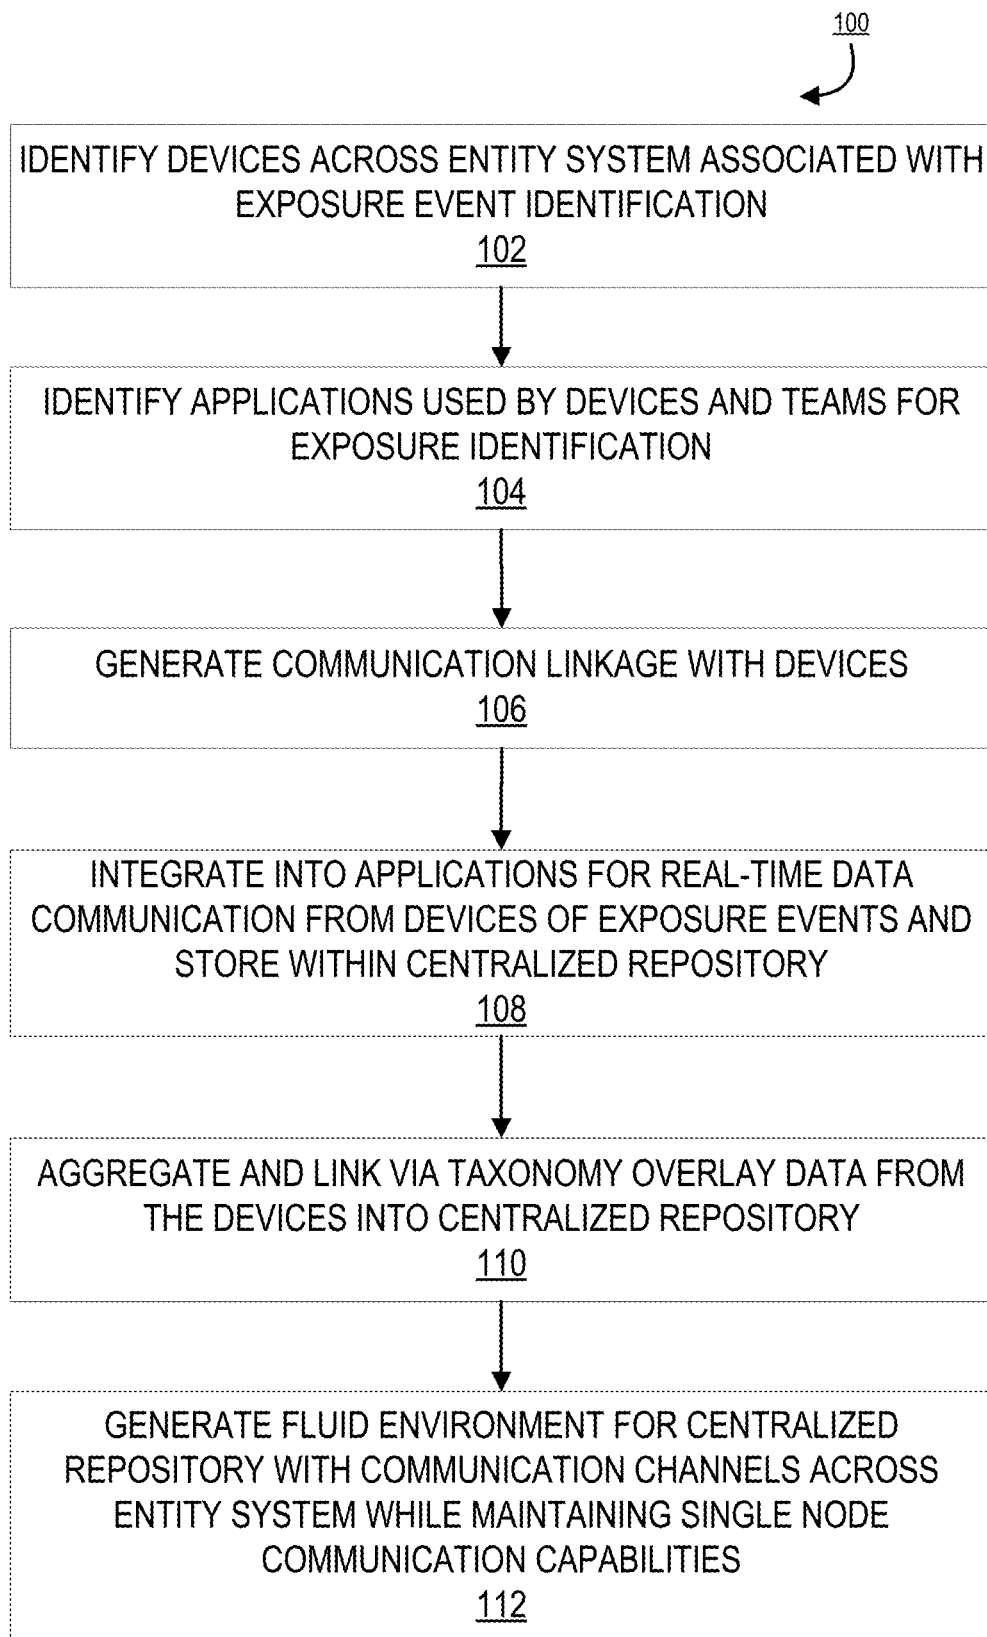 100
IDENTIFY DEVICES ACROSS ENTITY SYSTEM ASSOCIATED WITH
EXPOSURE EVENT IDENTIFICATION
102
IDENTIFY APPLICATIONS USED BY DEVICES AND TEAMS FOR
EXPOSURE IDENTIFICATION
104
GENERATE COMMUNICATION LINKAGE WITH DEVICES
106
INTEGRATE INTO APPLICATIONS FOR REAL-TIME DATA
COMMUNICATION FROM DEVICES OF EXPOSURE EVENTS AND
STORE WITHIN CENTRALIZED REPOSITORY
108
AGGREGATE AND LINK VIA TAXONOMY OVERLAY DATA FROM
THE DEVICES INTO CENTRALIZED REPOSITORY
110
GENERATE FLUID ENVIRONMENT FOR CENTRALIZED
REPOSITORY WITH COMMUNICATION CHANNELS ACROSS
ENTITY SYSTEM WHILE MAINTAINING SINGLE NODE
COMMUNICATION CAPABILITIES
112